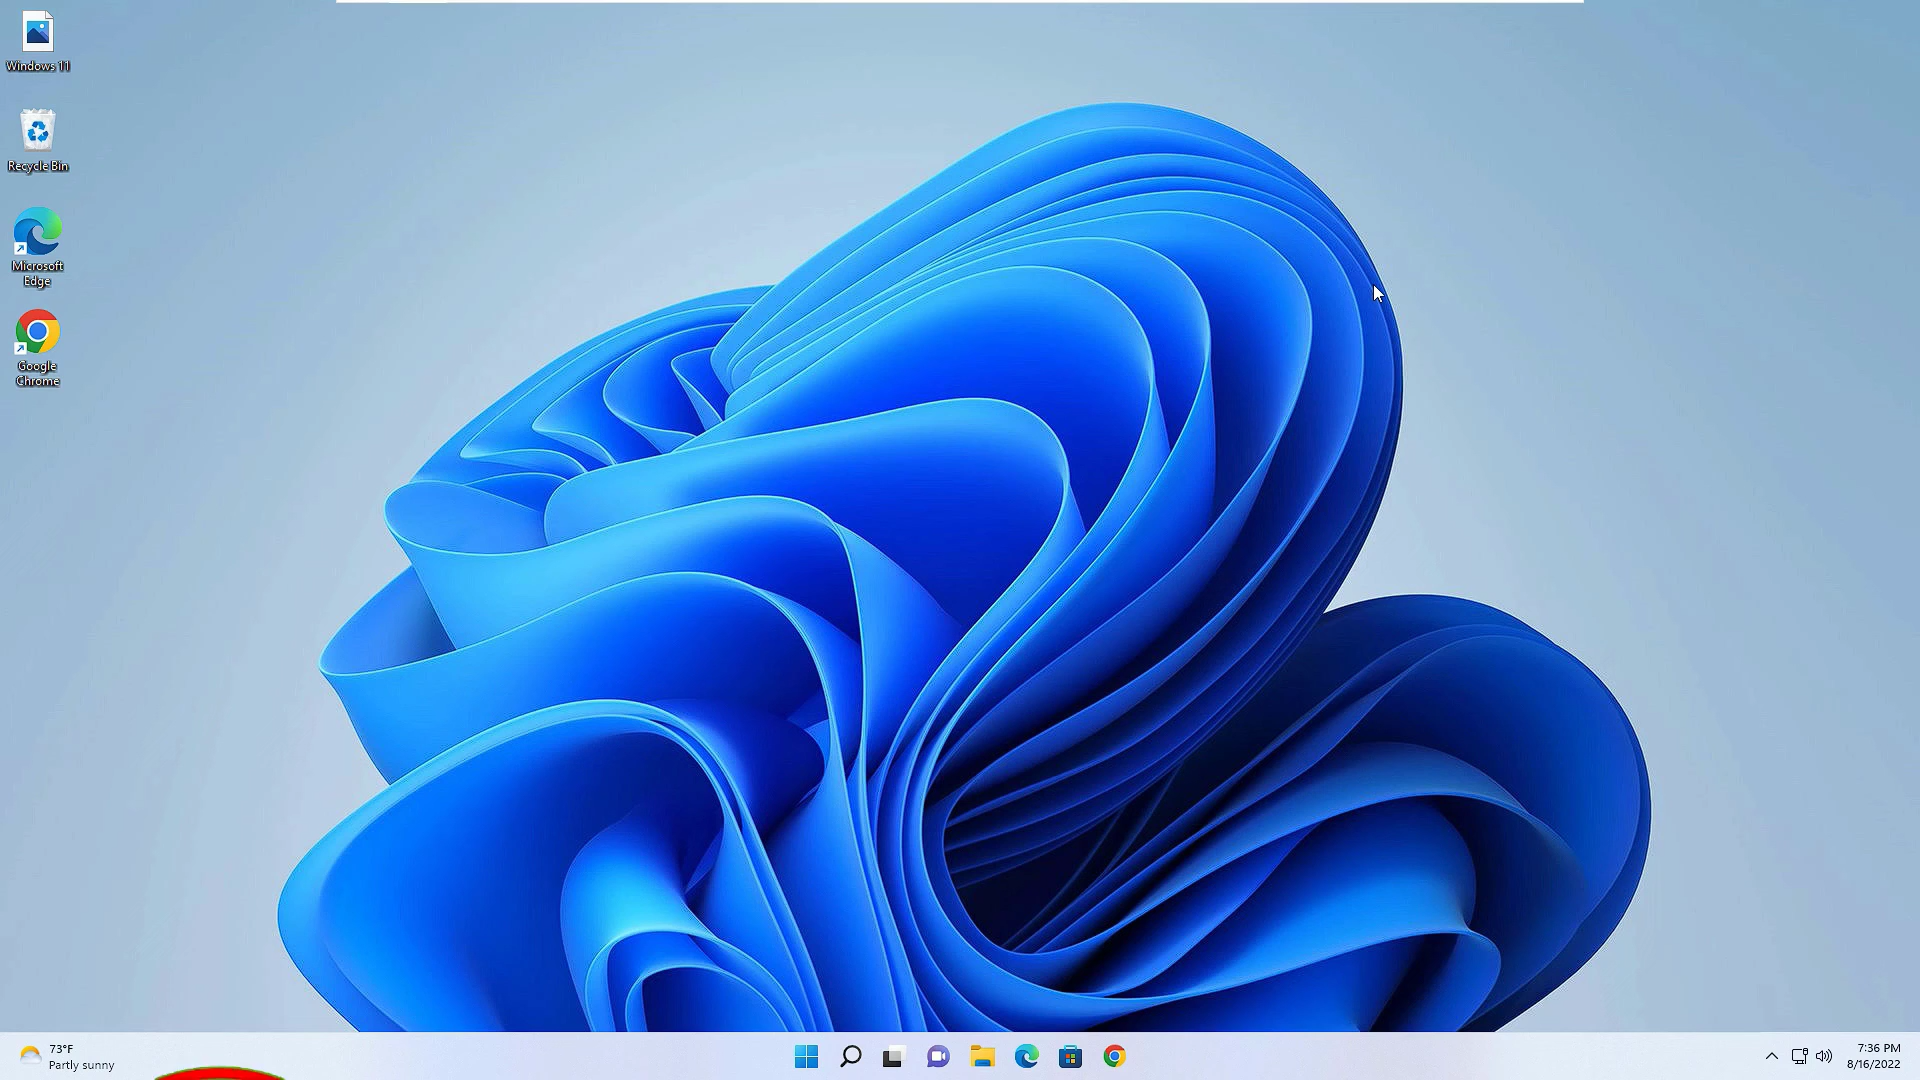 Windows 11
Recycle Bin
Microsoft
Edge
Google
Chrome
73°F
Partly sunny
7:36 PM
8/16/2022